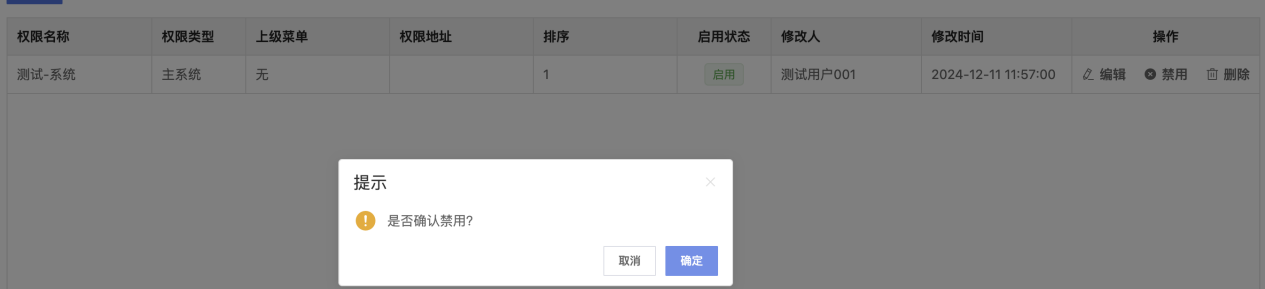 权限名称 权限类型 上级菜单 权限地址 排序 启用状态 修改人 修改时间 操作
测试-系统 主系统 无 1 启用 测试用户001 2024-12-11 11:57:00 编辑 禁用 删除
提示
是否确认禁用?
取消 确定